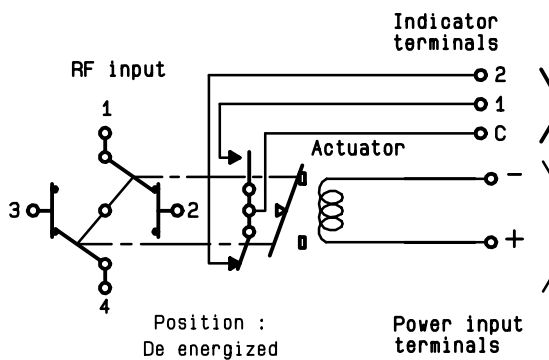 Indicator
terminals
RF input
2
1
1
C
Actuator
-
3
2
+
4
Position :
De energized
Power input
terminals